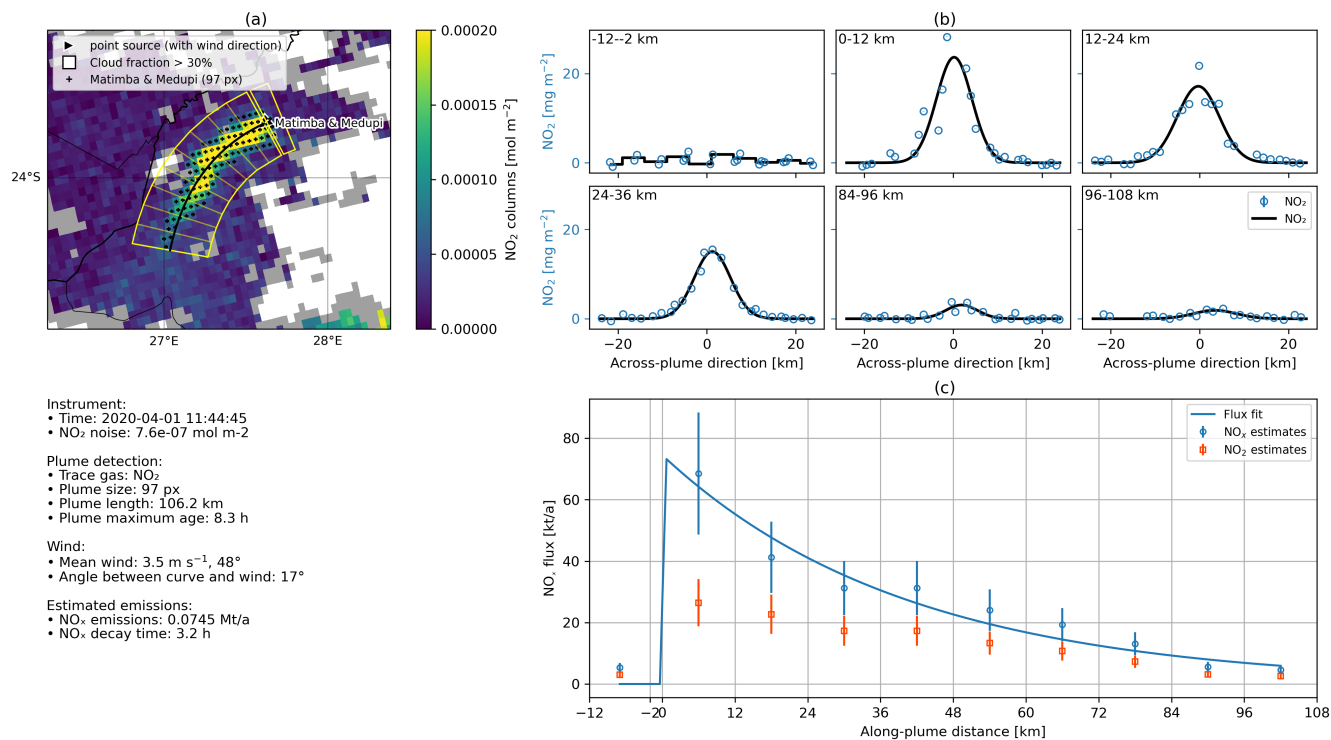 (a)
point source (with wind direction)
Cloud fraction > 30%
Matimba & Medupi (97 px)
Matimba & Medupi
24°S
27°E
28°E
0.00020
0.00015
0.00010
0.00005
0.00000
NO₂ columns [mol m⁻²]
(b)
-12--2 km
0-12 km
12-24 km
20
0
NO₂ [mg m⁻²]
24-36 km
84-96 km
96-108 km
NO₂
NO₂
20
0
NO₂ [mg m⁻²]
−20 0 20
−20 0 20
−20 0 20
Across-plume direction [km]
Across-plume direction [km]
Across-plume direction [km]
Instrument:
• Time: 2020-04-01 11:44:45
• NO₂ noise: 7.6e-07 mol m-2
Plume detection:
• Trace gas: NO₂
• Plume size: 97 px
• Plume length: 106.2 km
• Plume maximum age: 8.3 h
Wind:
• Mean wind: 3.5 m s⁻¹, 48°
• Angle between curve and wind: 17°
Estimated emissions:
• NOₓ emissions: 0.0745 Mt/a
• NOₓ decay time: 3.2 h
(c)
Flux fit
NOₓ estimates
NO₂ estimates
80
60
40
20
0
NOₓ flux [kt/a]
−12 −2 0 12 24 36 48 60 72 84 96 108
Along-plume distance [km]